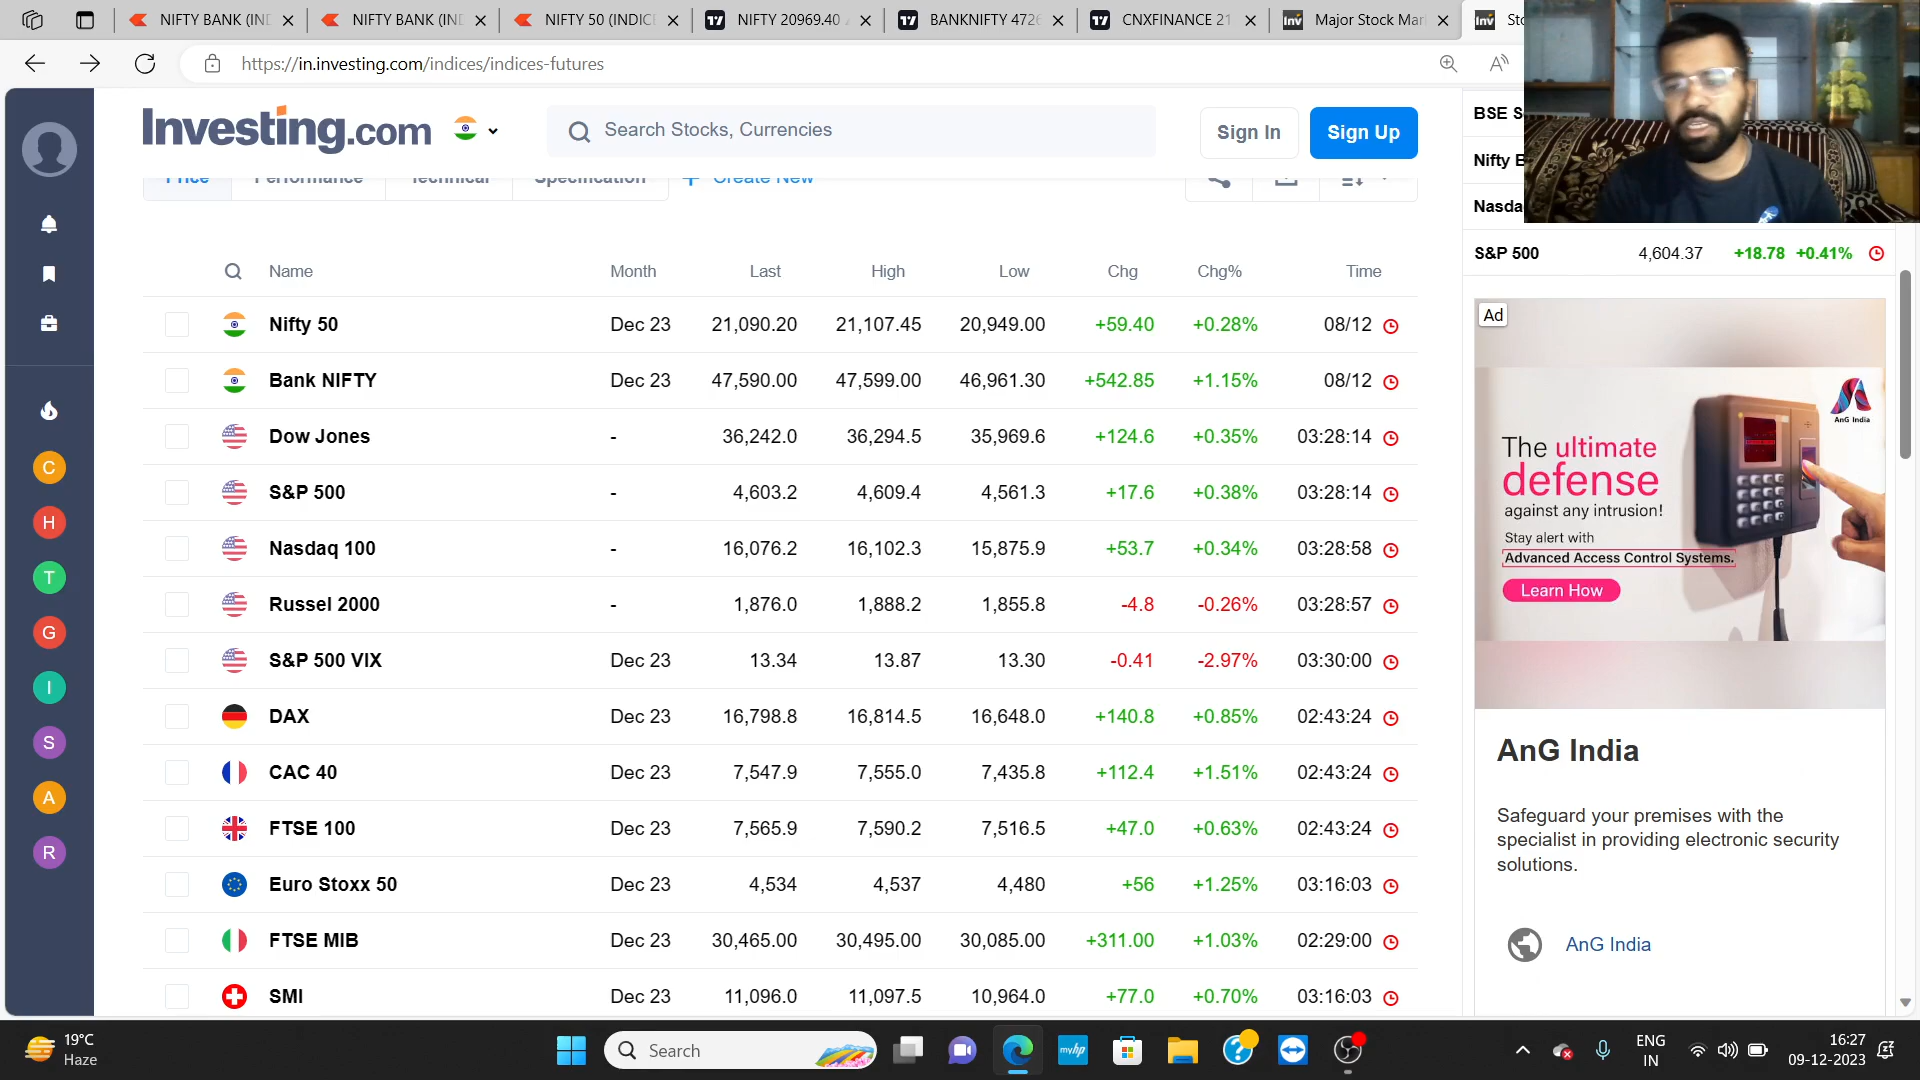 NIFTY BANK (IND
NIFTY BANK (IND
NIFTY 50 (INDICE
NIFTY 20969.40
BANKNIFTY 4726
CNXFINANCE 21
Inv Major Stock Mar
Inv Sto
https://in.investing.com/indices/indices-futures
Investing.com
Search Stocks, Currencies
Sign In
Sign Up
BSE S
Nifty B
Nasda
S&P 500 4,604.37 +18.78 +0.41%
Price Performance Technical Specification + Create New
Name Month Last High Low Chg Chg% Time
Nifty 50 Dec 23 21,090.20 21,107.45 20,949.00 +59.40 +0.28% 08/12
Bank NIFTY Dec 23 47,590.00 47,599.00 46,961.30 +542.85 +1.15% 08/12
Dow Jones - 36,242.0 36,294.5 35,969.6 +124.6 +0.35% 03:28:14
S&P 500 - 4,603.2 4,609.4 4,561.3 +17.6 +0.38% 03:28:14
Nasdaq 100 - 16,076.2 16,102.3 15,875.9 +53.7 +0.34% 03:28:58
Russel 2000 - 1,876.0 1,888.2 1,855.8 -4.8 -0.26% 03:28:57
S&P 500 VIX Dec 23 13.34 13.87 13.30 -0.41 -2.97% 03:30:00
DAX Dec 23 16,798.8 16,814.5 16,648.0 +140.8 +0.85% 02:43:24
CAC 40 Dec 23 7,547.9 7,555.0 7,435.8 +112.4 +1.51% 02:43:24
FTSE 100 Dec 23 7,565.9 7,590.2 7,516.5 +47.0 +0.63% 02:43:24
Euro Stoxx 50 Dec 23 4,534 4,537 4,480 +56 +1.25% 03:16:03
FTSE MIB Dec 23 30,465.00 30,495.00 30,085.00 +311.00 +1.03% 02:29:00
SMI Dec 23 11,096.0 11,097.5 10,964.0 +77.0 +0.70% 03:16:03
C
H
T
G
I
S
A
R
Ad
AnG India
The ultimate
defense
against any intrusion!
Stay alert with
Advanced Access Control Systems.
Learn How
AnG India
Safeguard your premises with the
specialist in providing electronic security
solutions.
AnG India
19°C
Haze
Search
myhp
ENG
IN
16:27
09-12-2023